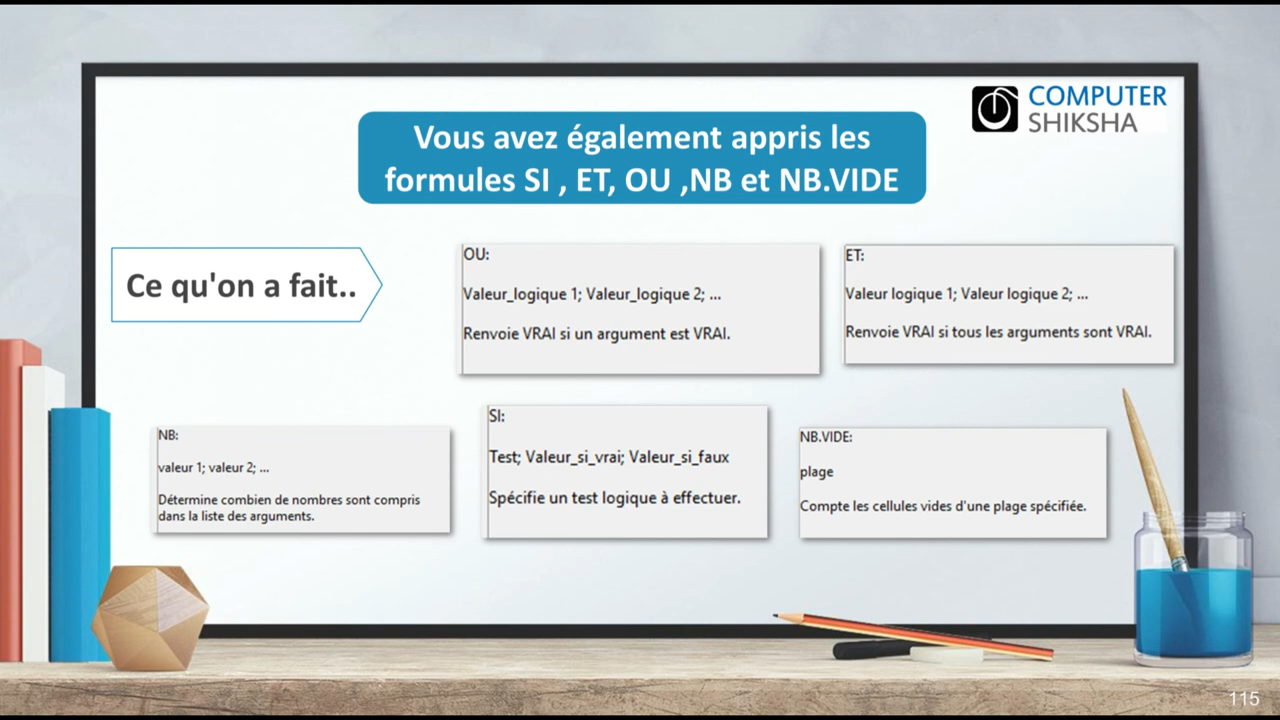 COMPUTER
SHIKSHA
Vous avez également appris les
formules SI , ET, OU ,NB et NB.VIDE
Ce qu'on a fait..
OU:
Valeur_logique 1; Valeur_logique 2; ...
Renvoie VRAI si un argument est VRAI.
ET:
Valeur logique 1; Valeur logique 2; ...
Renvoie VRAI si tous les arguments sont VRAI.
NB:
valeur 1; valeur 2; ...
Détermine combien de nombres sont compris
dans la liste des arguments.
SI:
Test; Valeur_si_vrai; Valeur_si_faux
Spécifie un test logique à effectuer.
NB.VIDE:
plage
Compte les cellules vides d'une plage spécifiée.
115